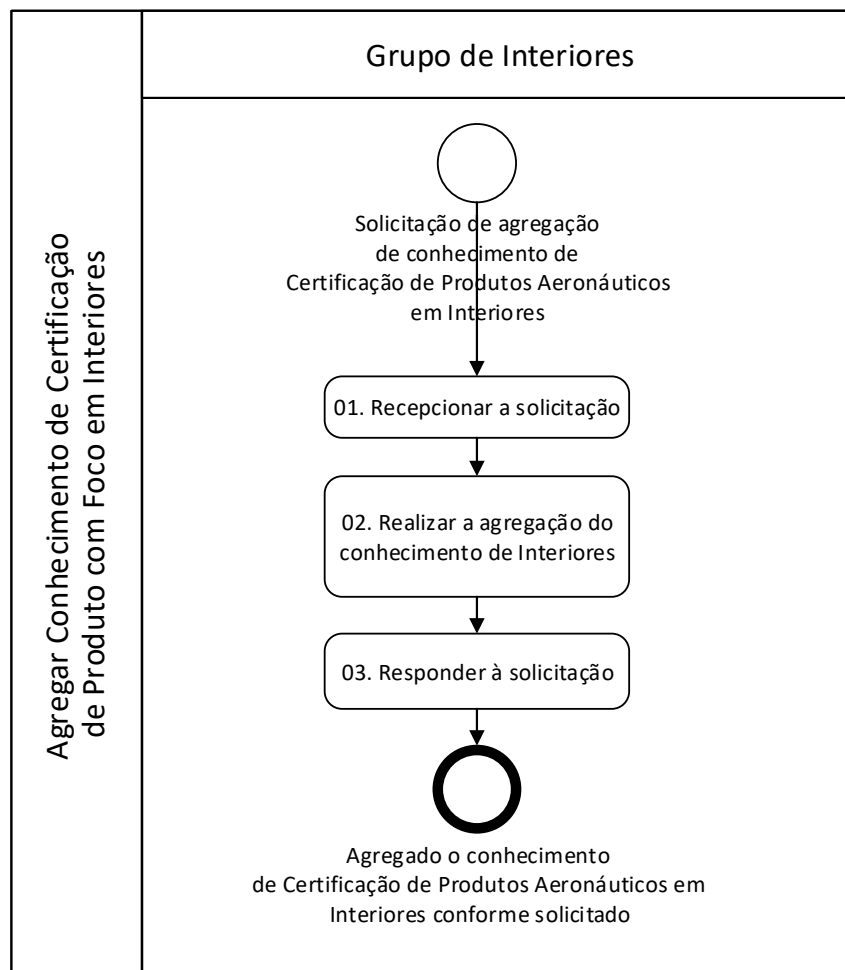 Agregar Conhecimento de Certificação
de Produto com Foco em Interiores
Grupo de Interiores
Solicitação de agregação
de conhecimento de
Certificação de Produtos Aeronáuticos
em Interiores
01. Recepcionar a solicitação
02. Realizar a agregação do
conhecimento de Interiores
03. Responder à solicitação
Agregado o conhecimento
de Certificação de Produtos Aeronáuticos em
Interiores conforme solicitado